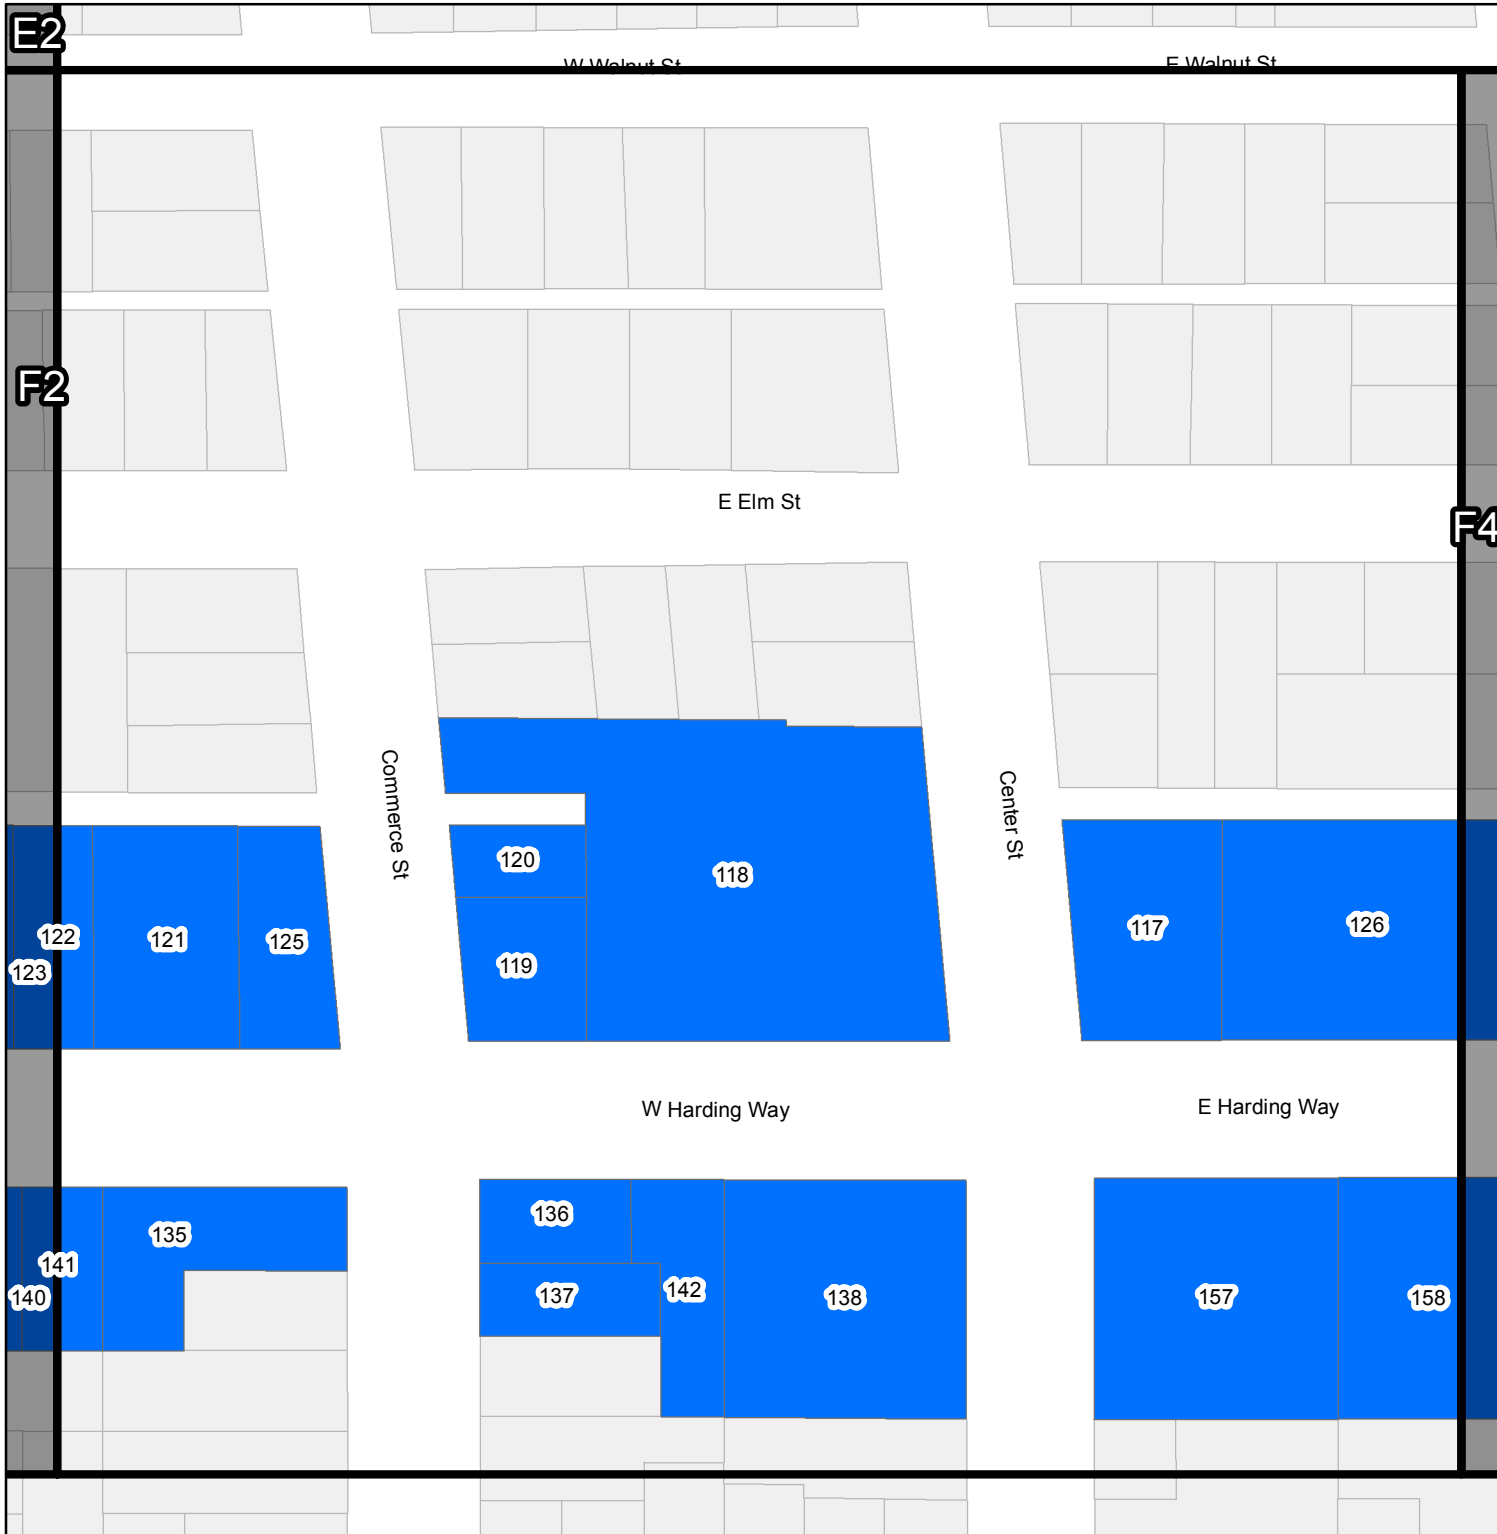 E2
W Walnut St
E Walnut St
F2
E Elm St
F4
Commerce St
Center St
120
118
122
121
125
117
126
123
119
W Harding Way
E Harding Way
136
135
141
142
137
138
157
158
140